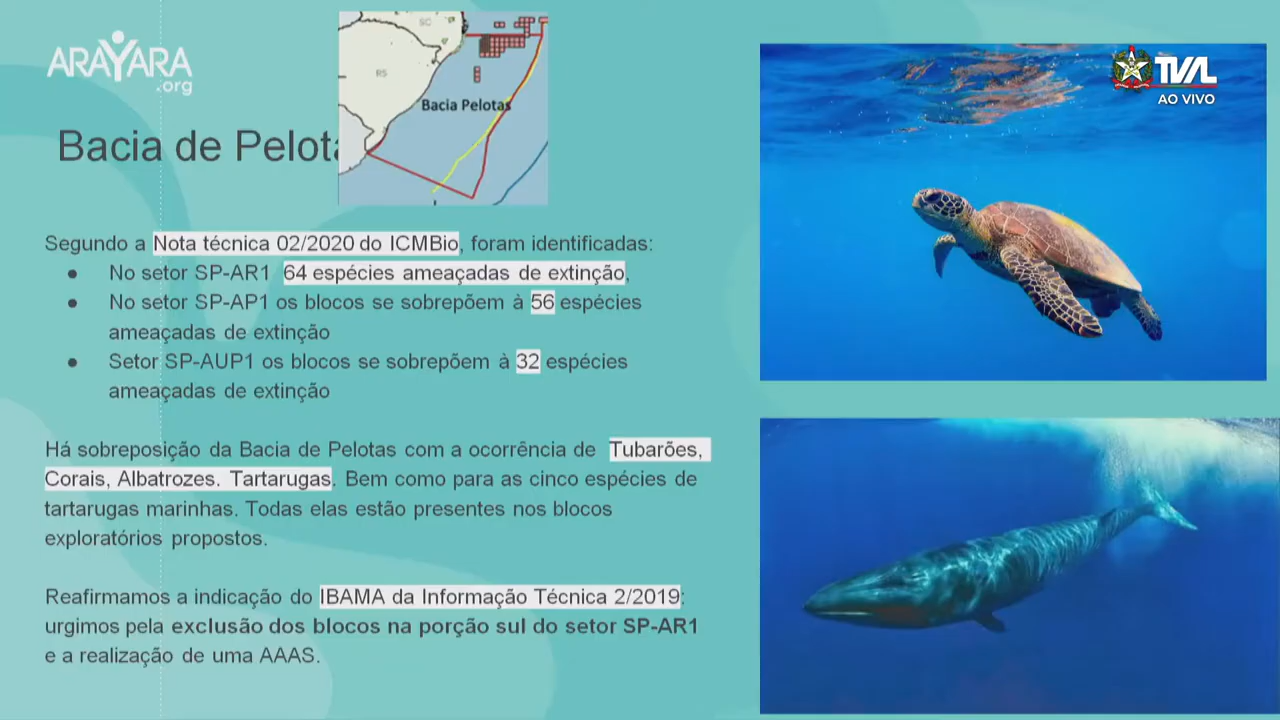 ARAYARA
.org
SC
RS
Bacia Pelotas
TVAL
AO VIVO
Bacia de Pelota
Segundo a Nota técnica 02/2020 do ICMBio, foram identificadas:
● No setor SP-AR1 64 espécies ameaçadas de extinção,
● No setor SP-AP1 os blocos se sobrepõem à 56 espécies
ameaçadas de extinção
● Setor SP-AUP1 os blocos se sobrepõem à 32 espécies
ameaçadas de extinção
Há sobreposição da Bacia de Pelotas com a ocorrência de Tubarões,
Corais, Albatrozes. Tartarugas. Bem como para as cinco espécies de
tartarugas marinhas. Todas elas estão presentes nos blocos
exploratórios propostos.
Reafirmamos a indicação do IBAMA da Informação Técnica 2/2019:
urgimos pela exclusão dos blocos na porção sul do setor SP-AR1
e a realização de uma AAAS.